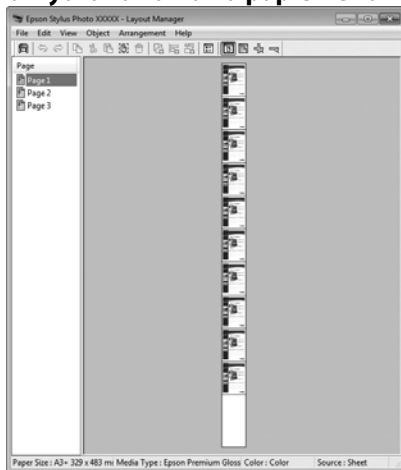 Epson Stylus Photo XXXXX - Layout Manager
File Edit View Object Arrangement Help
Page
Page 1
Page 2
Page 3
Paper Size : A3+ 329 x 483 mi Media Type : Epson Premium Gloss Color : Color Source : Sheet